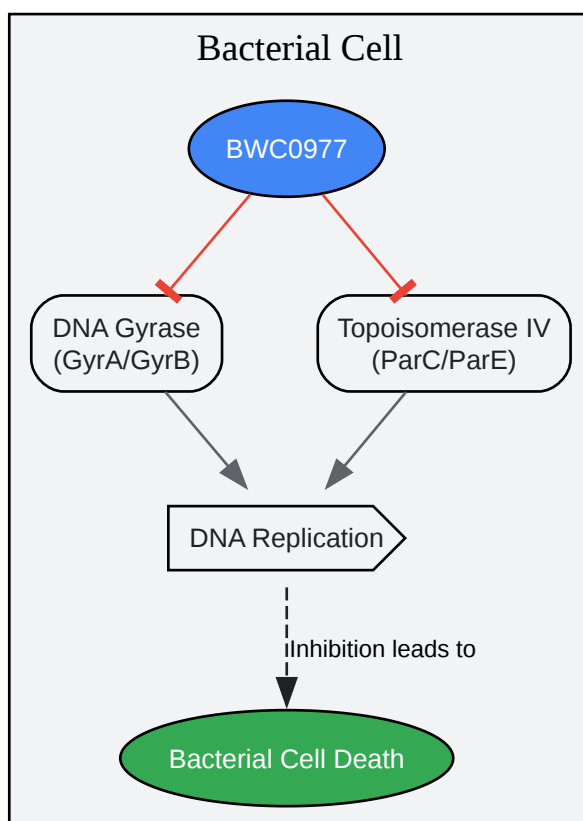 Bacterial Cell
BWC0977
DNA Gyrase
(GyrA/GyrB)
Topoisomerase IV
(ParC/ParE)
DNA Replication
Inhibition leads to
Bacterial Cell Death